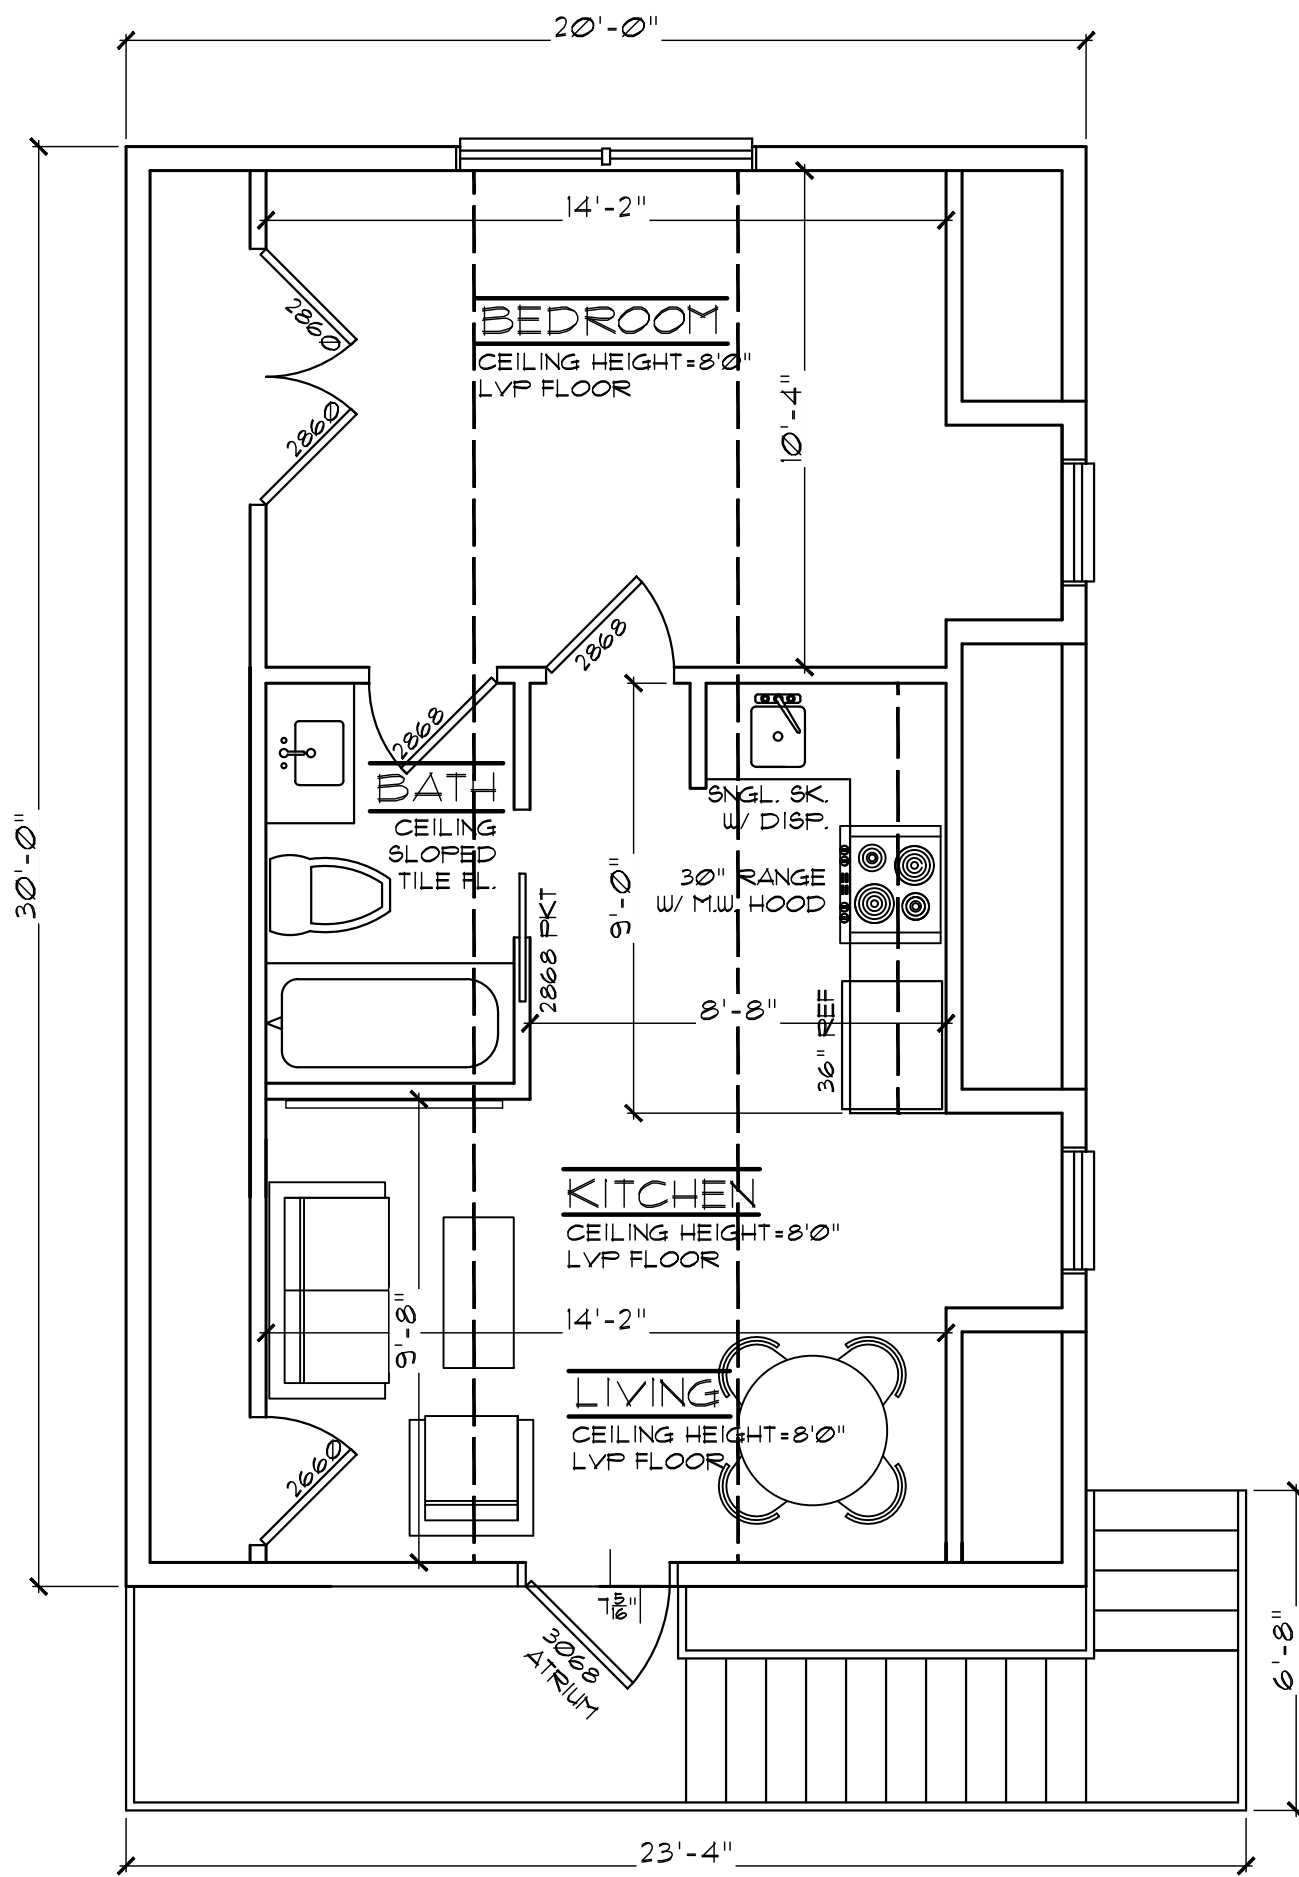 20'-0"
14'-2"
2860
BEDROOM
CEILING HEIGHT=8'0"
LVP FLOOR
10'-4"
2860
2868
2868
BATH
CEILING
SLOPED
TILE FL.
SNGL. SK.
W/ DISP.
30'-0"
9'-0"
30" RANGE
W/ M.W. HOOD
2868 PKT
8'-8"
36" REF
KITCHEN
CEILING HEIGHT=8'0"
LVP FLOOR
9'-8"
14'-2"
LIVING
CEILING HEIGHT=8'0"
LVP FLOOR
2660
7 5/16"
3068
ATRIUM
6'-8"
23'-4"